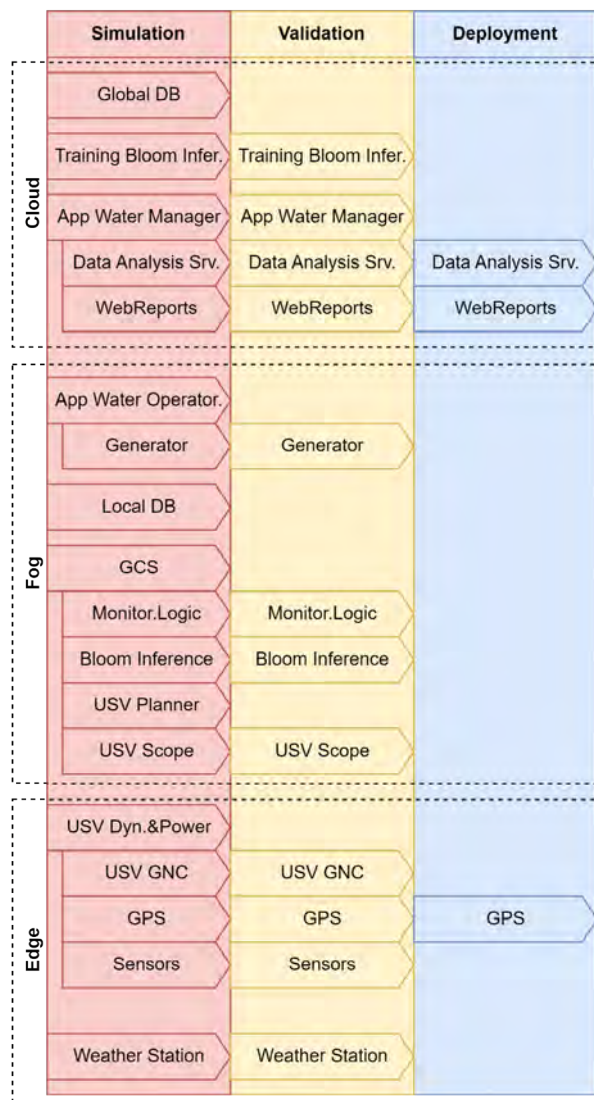 Simulation Validation Deployment
Cloud
Global DB
Training Bloom Infer. Training Bloom Infer.
App Water Manager App Water Manager
Data Analysis Srv. Data Analysis Srv. Data Analysis Srv.
WebReports WebReports WebReports
Fog
App Water Operator.
Generator Generator
Local DB
GCS
Monitor.Logic Monitor.Logic
Bloom Inference Bloom Inference
USV Planner
USV Scope USV Scope
Edge
USV Dyn.&Power
USV GNC USV GNC
GPS GPS GPS
Sensors Sensors
Weather Station Weather Station